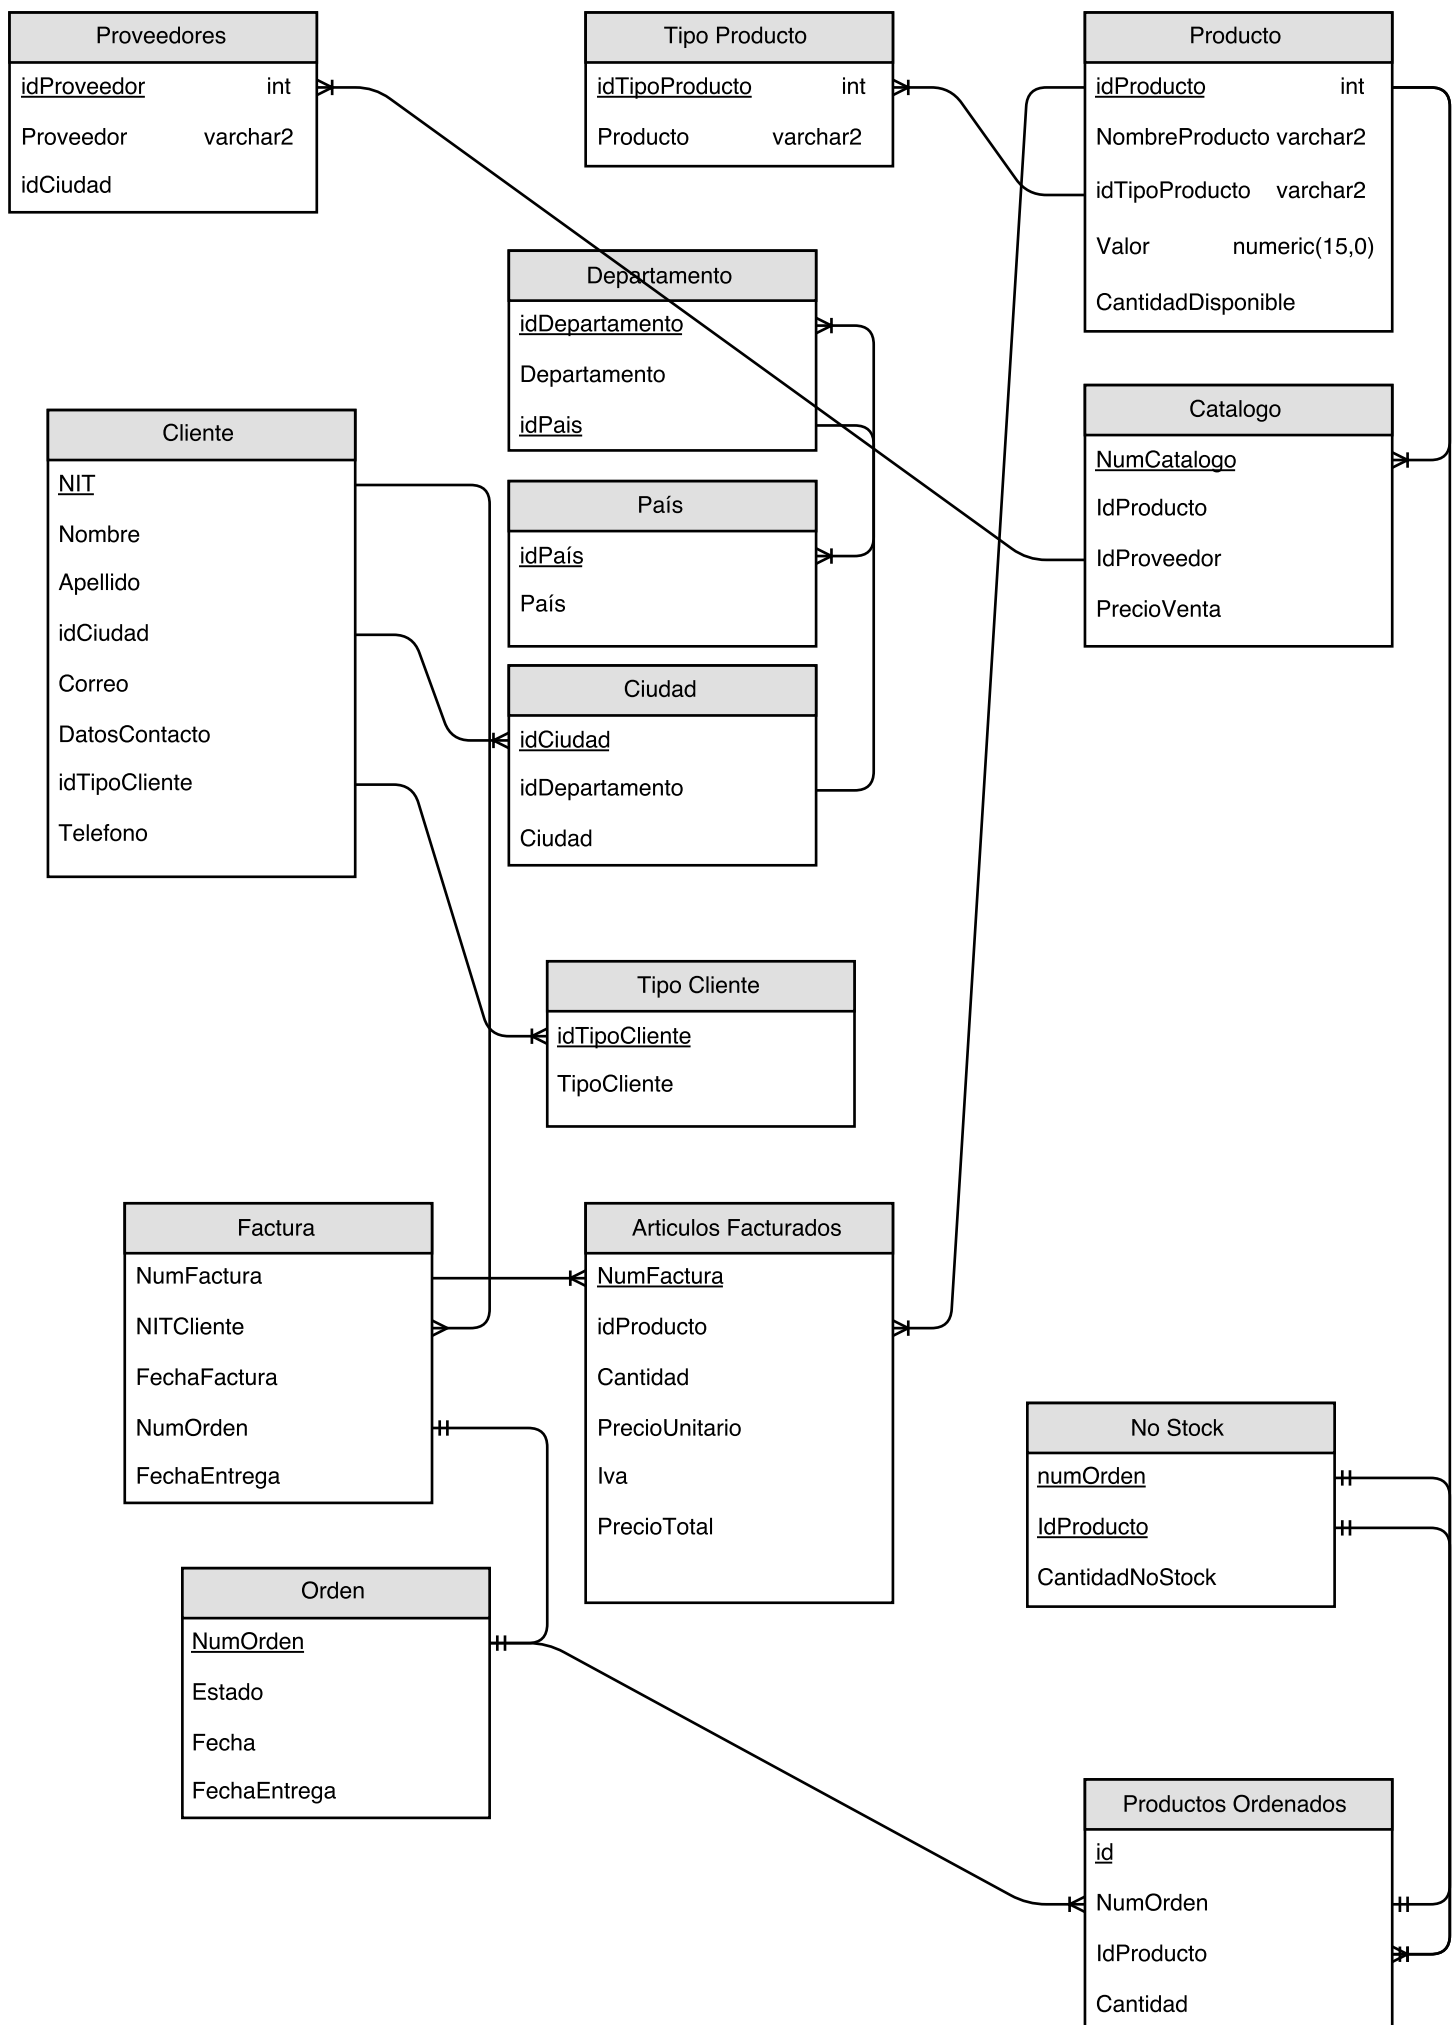 Proveedores
idProveedor int
Proveedor varchar2
idCiudad
Tipo Producto
idTipoProducto int
Producto varchar2
Producto
idProducto int
NombreProducto varchar2
idTipoProducto varchar2
Valor numeric(15,0)
CantidadDisponible
Departamento
idDepartamento
Departamento
idPais
Catalogo
NumCatalogo
IdProducto
IdProveedor
PrecioVenta
Cliente
NIT
Nombre
Apellido
idCiudad
Correo
DatosContacto
idTipoCliente
Telefono
País
idPaís
País
Ciudad
idCiudad
idDepartamento
Ciudad
Tipo Cliente
idTipoCliente
TipoCliente
Factura
NumFactura
NITCliente
FechaFactura
NumOrden
FechaEntrega
Articulos Facturados
NumFactura
idProducto
Cantidad
PrecioUnitario
Iva
PrecioTotal
No Stock
numOrden
IdProducto
CantidadNoStock
Orden
NumOrden
Estado
Fecha
FechaEntrega
Productos Ordenados
id
NumOrden
IdProducto
Cantidad